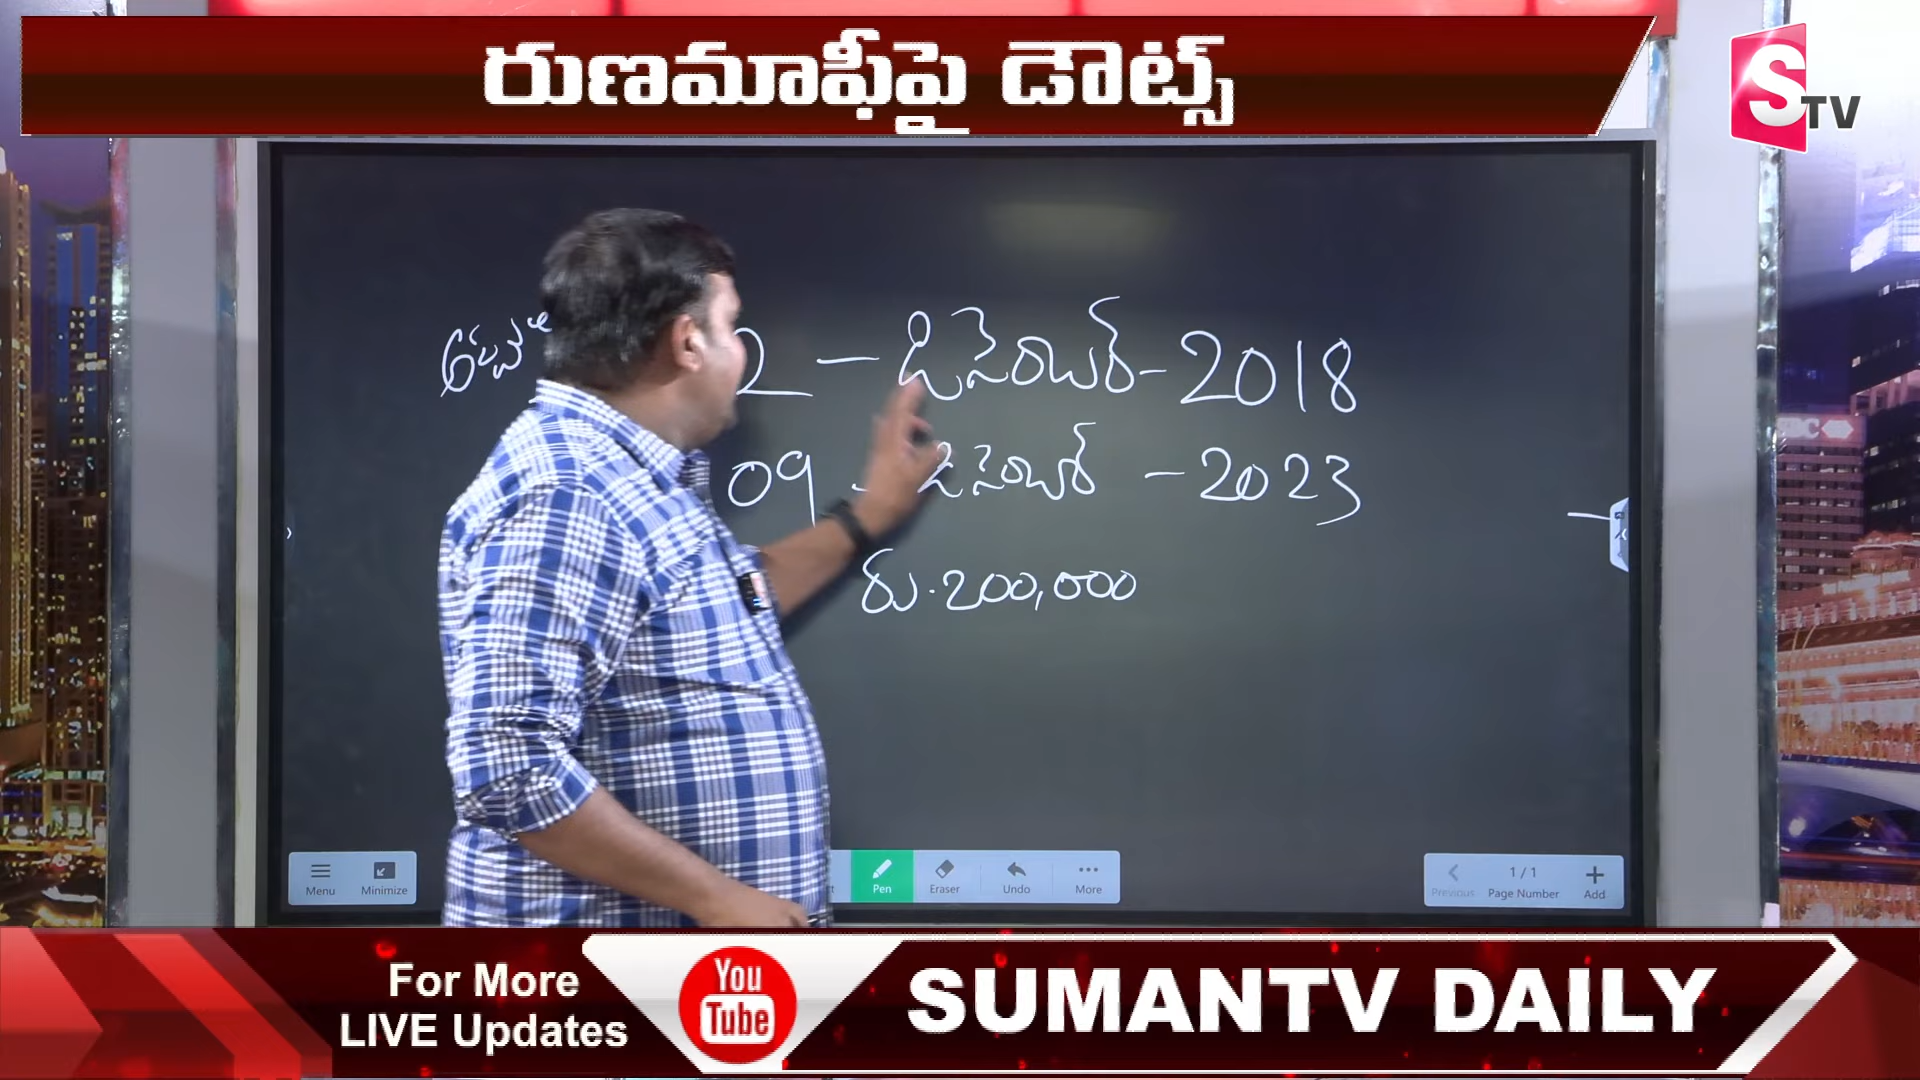 రుణమాఫీపై డౌట్స్
S TV
2 - డిసెంబర్ - 2018
09 - డిసెంబర్ - 2023
రు. 200,000
Menu Minimize Pen Eraser Undo More Previous 1 / 1 Page Number Add
For More
LIVE Updates
You Tube
SUMANTV DAILY